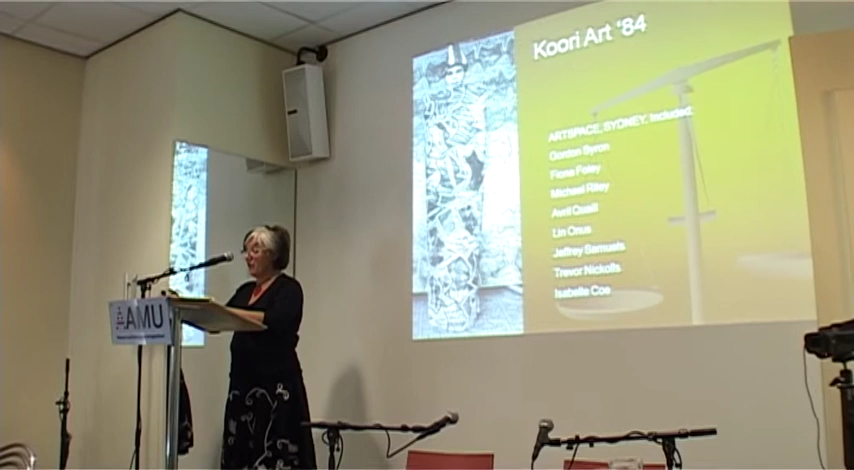 Koori Art '84
ARTSPACE, SYDNEY, Included:
Gordon Syron
Fiona Foley
Michael Riley
Avril Quaill
Lin Onus
Jeffrey Samuels
Trevor Nickolls
Isabelle Coe
AAMU